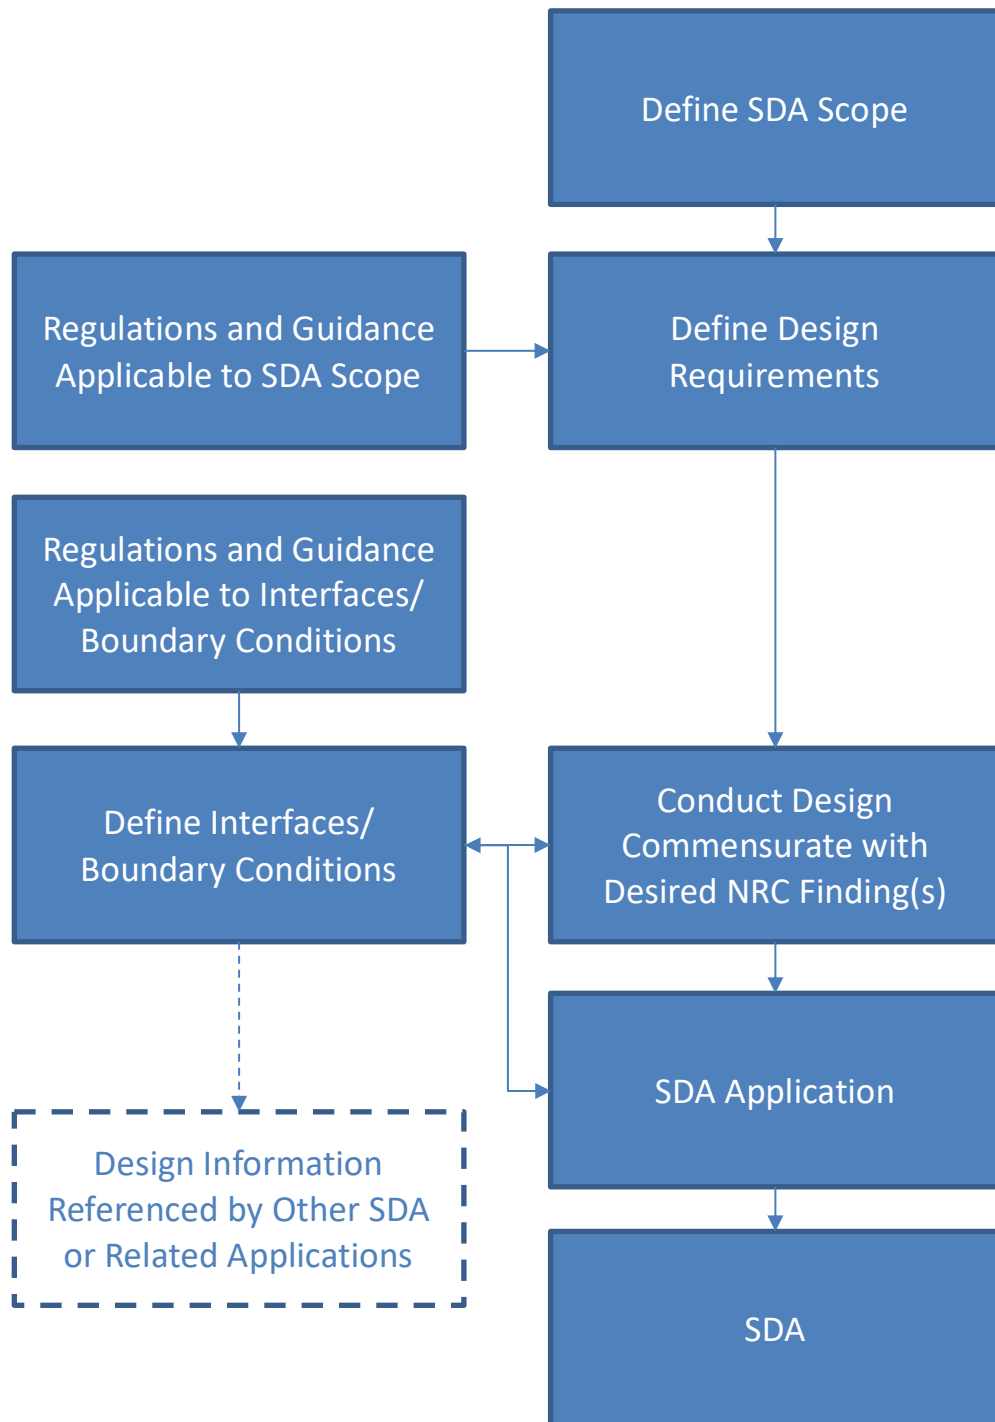 Define SDA Scope
Regulations and Guidance
Applicable to SDA Scope
Define Design
Requirements
Regulations and Guidance
Applicable to Interfaces/
Boundary Conditions
Define Interfaces/
Boundary Conditions
Conduct Design
Commensurate with
Desired NRC Finding(s)
SDA Application
Design Information
Referenced by Other SDA
or Related Applications
SDA